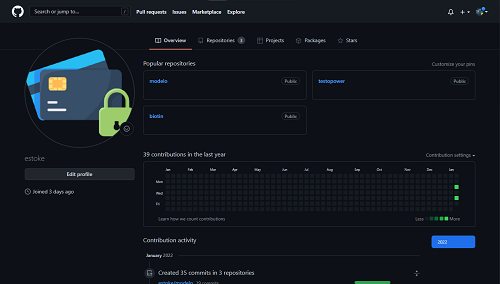 Search or jump to...
/
Pull requests Issues Marketplace Explore
Overview Repositories 3 Projects Packages Stars
Popular repositories
Customize your pins
modelo Public
testopower Public
biotin Public
estoke
Edit profile
Joined 3 days ago
39 contributions in the last year
Contribution settings
Jan Feb Mar Apr May Jun Jul Aug Sep Oct Nov Dec Jan
Mon
Wed
Fri
Learn how we count contributions
Less More
Contribution activity
2022
January 2022
Created 35 commits in 3 repositories
estoke/modelo
commits